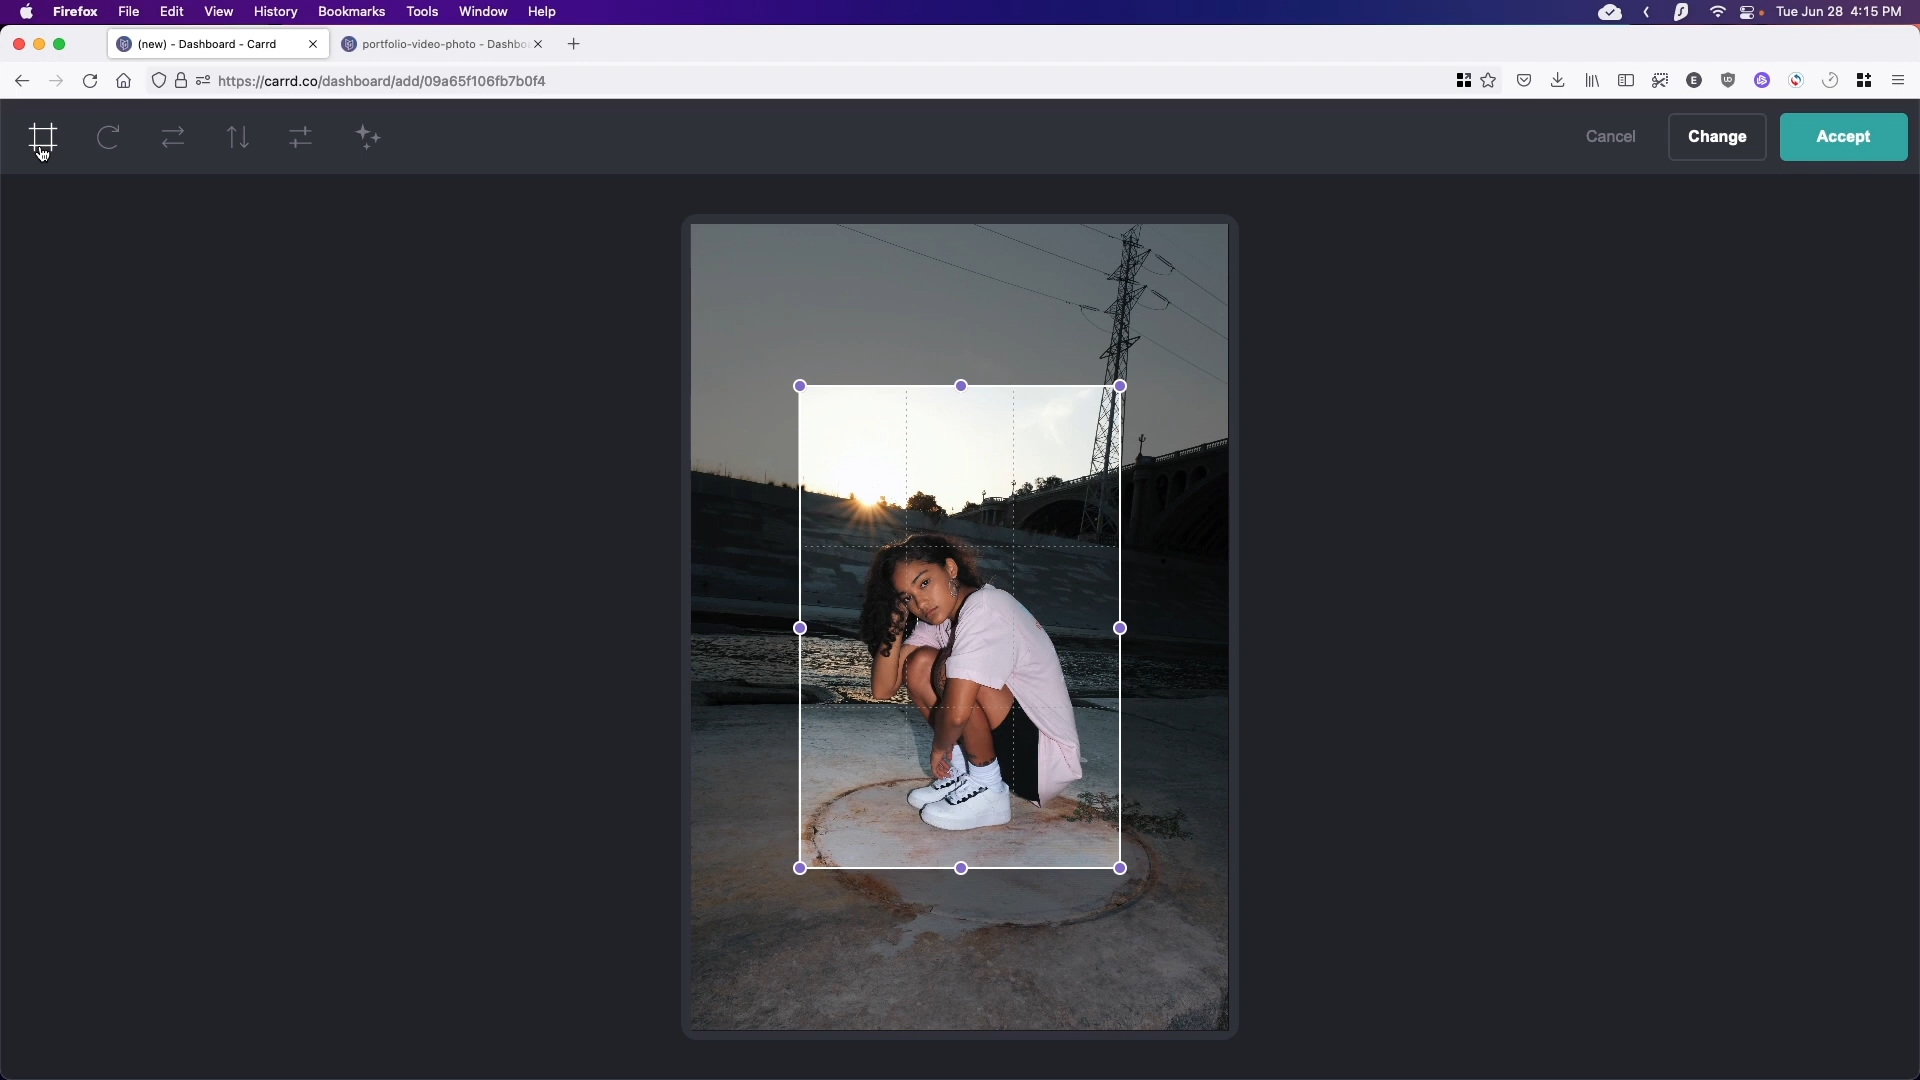 Firefox File Edit View History Bookmarks Tools Window Help Tue Jun 28 4:15 PM
(new) - Dashboard - Carrd portfolio-video-photo - Dashbo
https://carrd.co/dashboard/add/09a65f106fb7b0f4
Cancel Change Accept